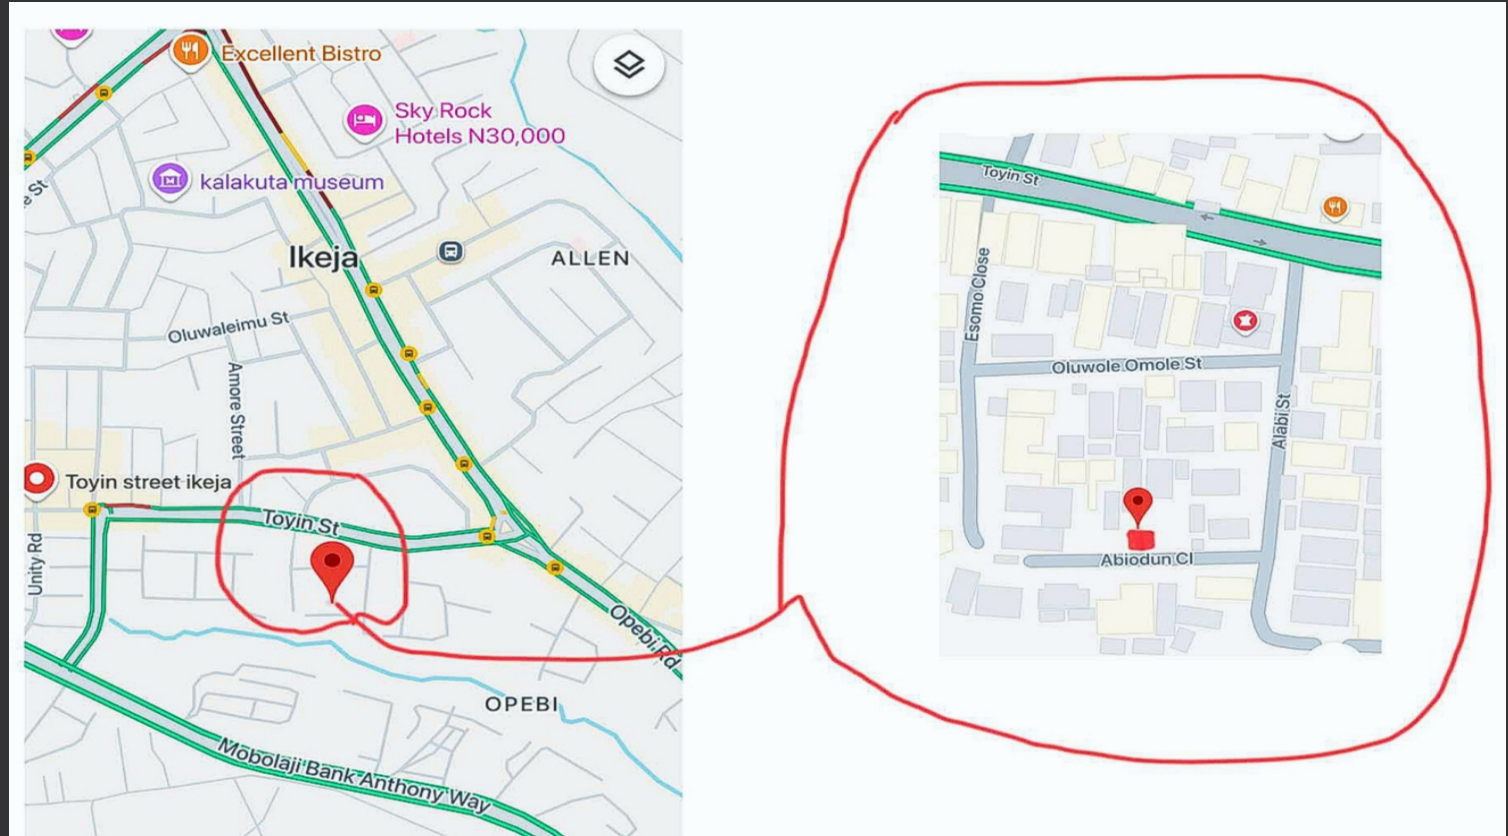 Excellent Bistro
Sky Rock
Hotels N30,000
kalakuta museum
St
Ikeja
ALLEN
Oluwaleimu St
Amore Street
Toyin street ikeja
Toyin St
Unity Rd
Opebi Rd
OPEBI
Mobolaji Bank Anthony Way
Toyin St
Esomo Close
Oluwole Omole St
Alabi St
Abiodun Cl